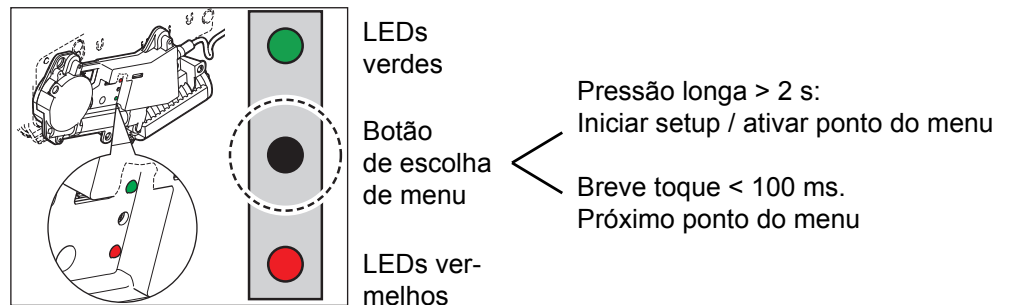 LEDs
verdes
Botão
de escolha
de menu
Pressão longa > 2 s:
Iniciar setup / ativar ponto do menu
Breve toque < 100 ms.
Próximo ponto do menu
LEDs ver-
melhos